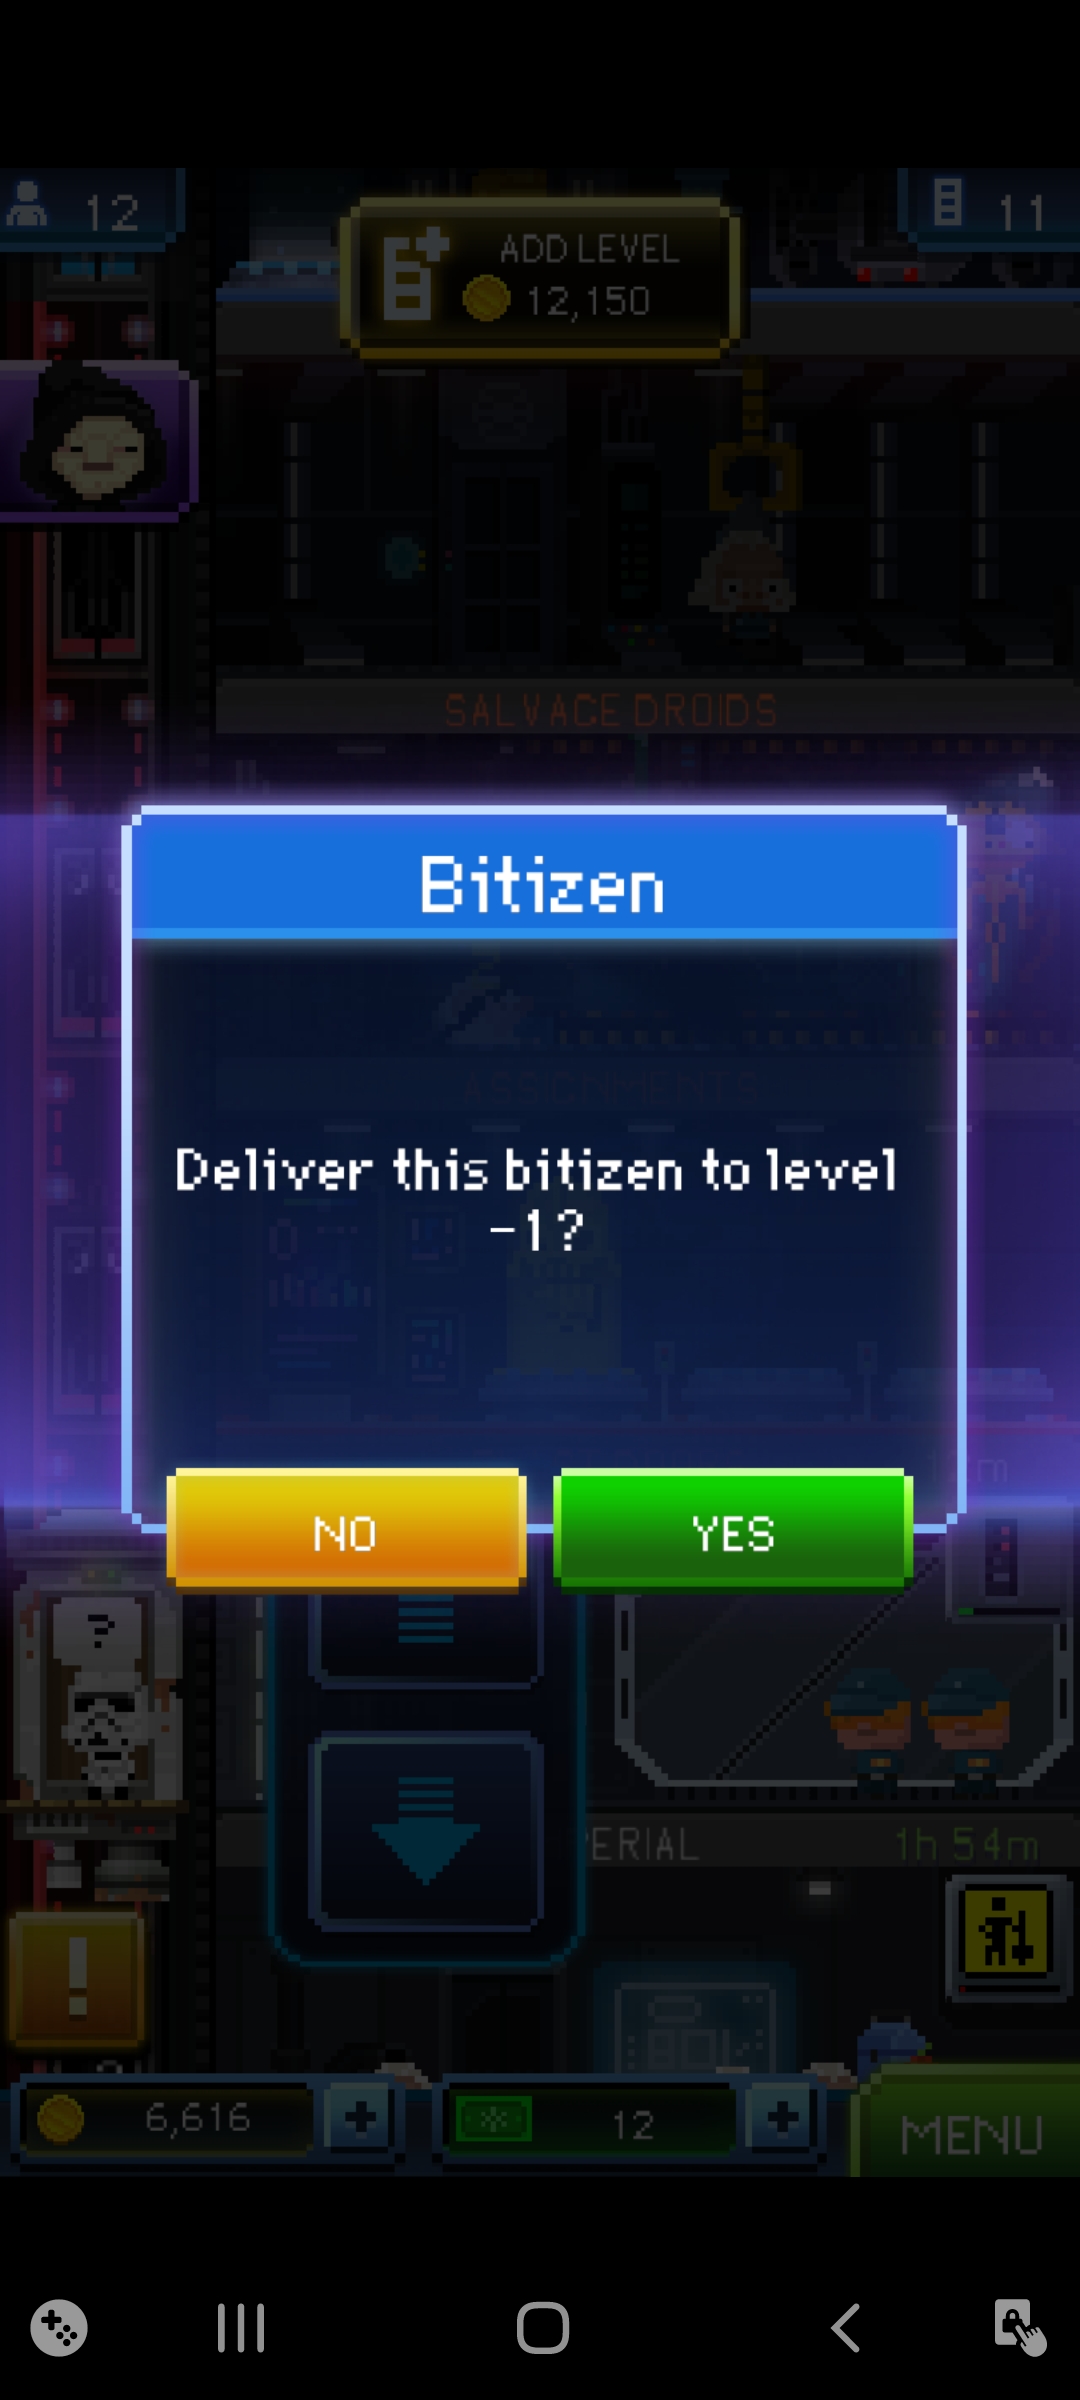 12
11
ADD LEVEL
12,150
SALVAGE DROIDS
Bitizen
ASSIGNMENTS
Deliver this bitizen to level
-1?
NO
YES
?
PERIAL
1h 54m
!
6,616
+
12
+
MENU